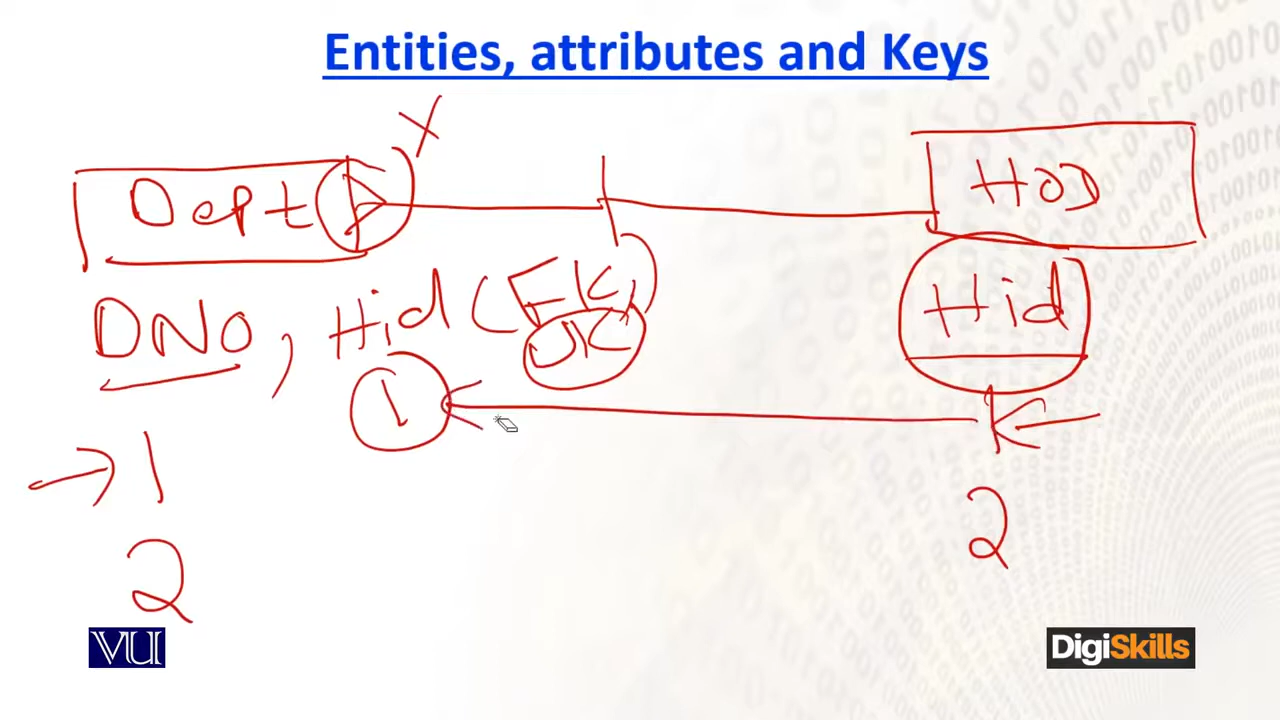 Entities, attributes and Keys
Dept HOD
DNO, Hid (FK) Hid
UK
1
1
2 2
VU DigiSkills